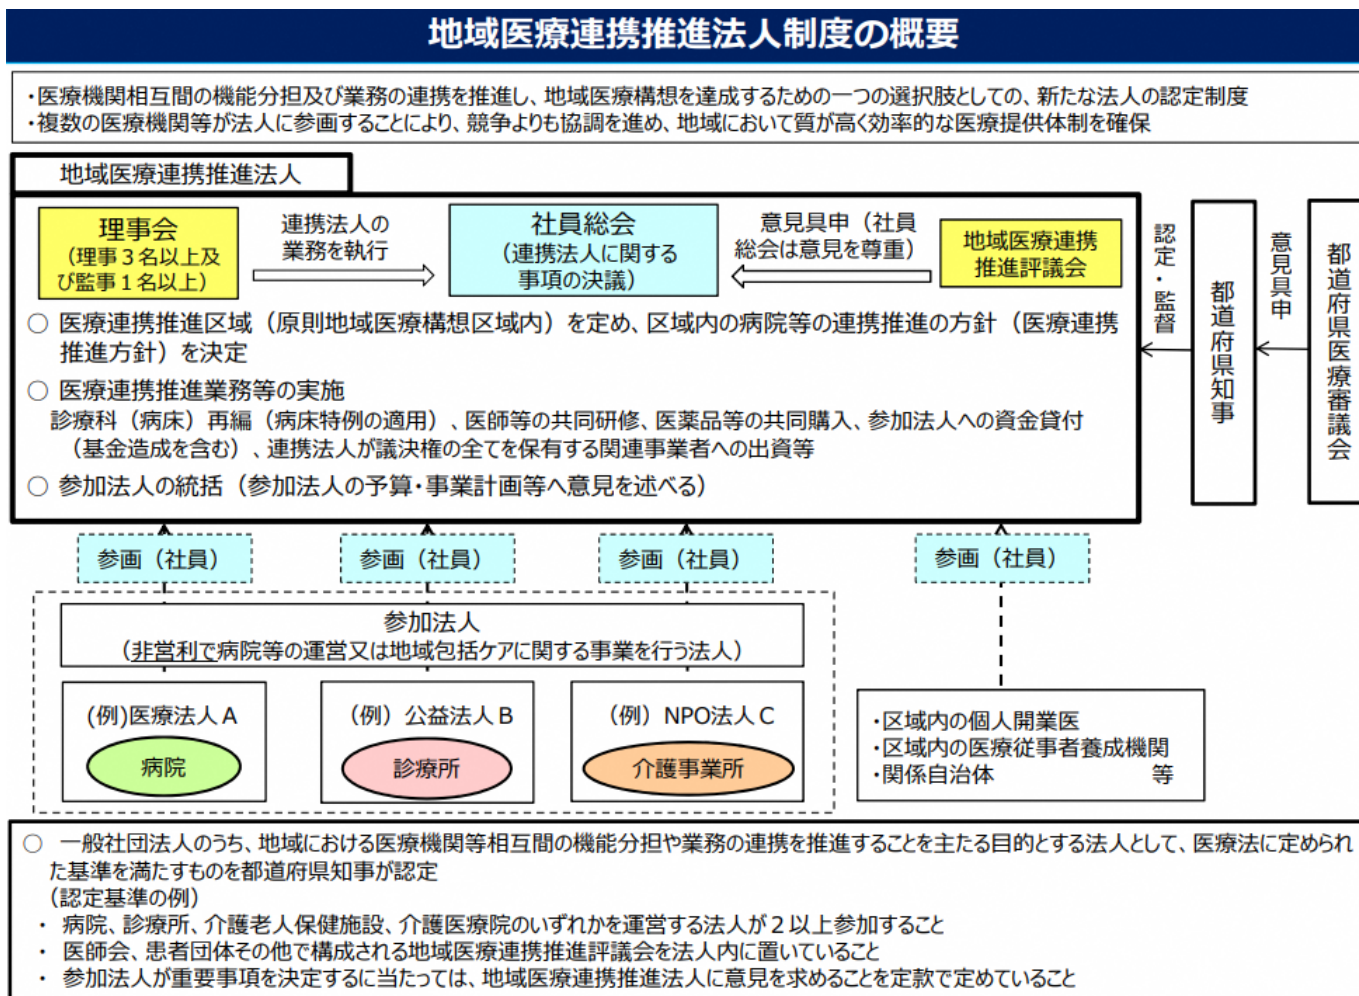 地域医療連携推進法人制度の概要
・医療機関相互間の機能分担及び業務の連携を推進し、地域医療構想を達成するための一つの選択肢としての、新たな法人の認定制度
・複数の医療機関等が法人に参画することにより、競争よりも協調を進め、地域において質が高く効率的な医療提供体制を確保
地域医療連携推進法人
理事会
（理事３名以上及
び監事１名以上）
連携法人の
業務を執行
社員総会
（連携法人に関する
事項の決議）
意見具申（社員
総会は意見を尊重）
地域医療連携
推進評議会
認定・監督
都道府県知事
意見具申
都道府県医療審議会
○ 医療連携推進区域（原則地域医療構想区域内）を定め、区域内の病院等の連携推進の方針（医療連携
推進方針）を決定
○ 医療連携推進業務等の実施
診療科（病床）再編（病床特例の適用）、医師等の共同研修、医薬品等の共同購入、参加法人への資金貸付
（基金造成を含む）、連携法人が議決権の全てを保有する関連事業者への出資等
○ 参加法人の統括（参加法人の予算・事業計画等へ意見を述べる）
参画（社員）
参画（社員）
参画（社員）
参画（社員）
参加法人
（非営利で病院等の運営又は地域包括ケアに関する事業を行う法人）
(例)医療法人Ａ
病院
（例）公益法人Ｂ
診療所
（例）NPO法人Ｃ
介護事業所
・区域内の個人開業医
・区域内の医療従事者養成機関
・関係自治体 等
○ 一般社団法人のうち、地域における医療機関等相互間の機能分担や業務の連携を推進することを主たる目的とする法人として、医療法に定められ
た基準を満たすものを都道府県知事が認定
（認定基準の例）
・ 病院、診療所、介護老人保健施設、介護医療院のいずれかを運営する法人が２以上参加すること
・ 医師会、患者団体その他で構成される地域医療連携推進評議会を法人内に置いていること
・ 参加法人が重要事項を決定するに当たっては、地域医療連携推進法人に意見を求めることを定款で定めていること